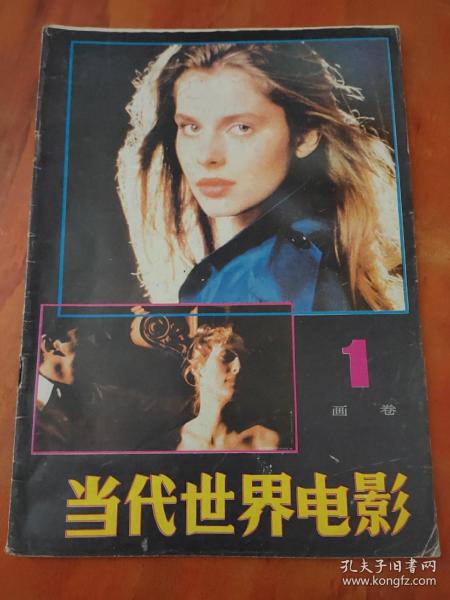 1
画 卷
当代世界电影
孔夫子旧书网
www.kongfz.com